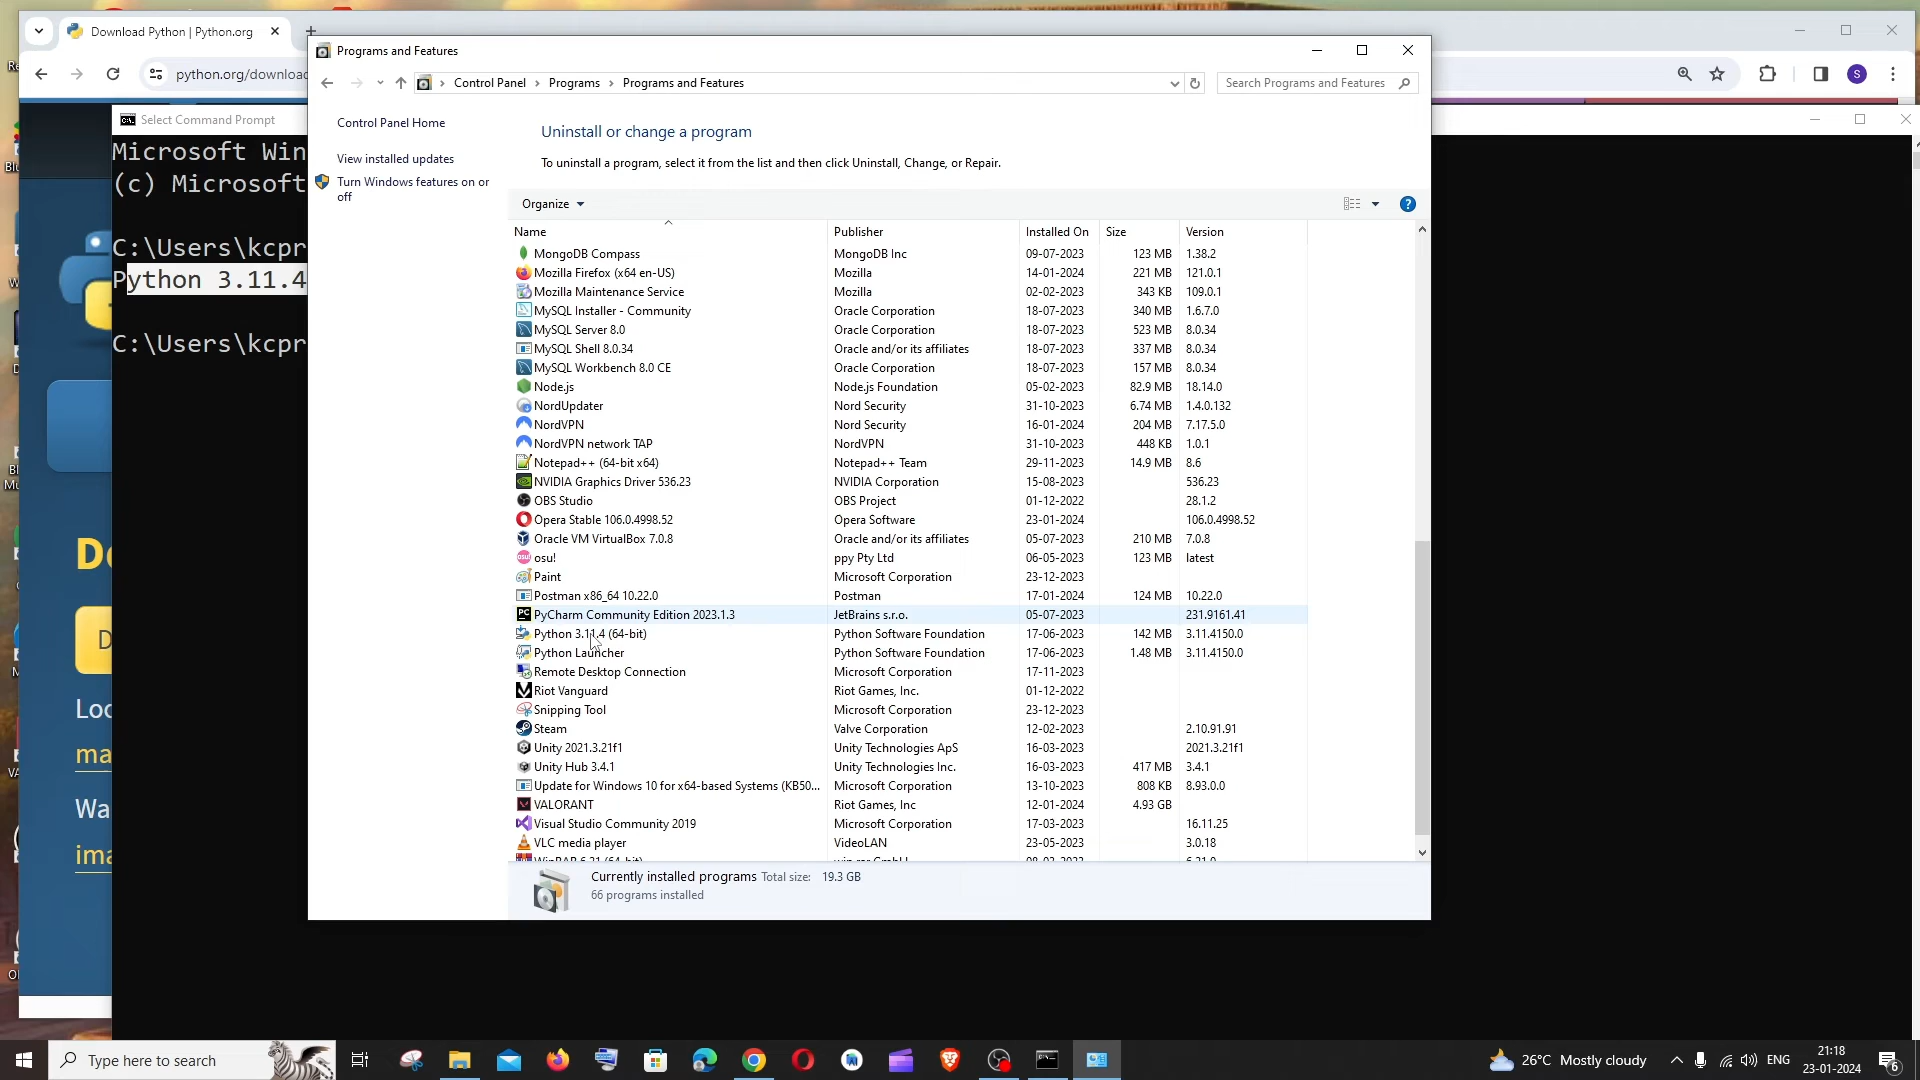 Download Python | Python.org
python.org/download
Select Command Prompt
Microsoft Win
(c) Microsoft
C:\Users\kcpr
Python 3.11.4
C:\Users\kcpr
Loo
ma
Wa
ima
Programs and Features
Control Panel > Programs > Programs and Features
Search Programs and Features
Control Panel Home
View installed updates
Turn Windows features on or
off
Uninstall or change a program
To uninstall a program, select it from the list and then click Uninstall, Change, or Repair.
Organize
Name Publisher Installed On Size Version
MongoDB Compass MongoDB Inc 09-07-2023 123 MB 1.38.2
Mozilla Firefox (x64 en-US) Mozilla 14-01-2024 221 MB 121.0.1
Mozilla Maintenance Service Mozilla 02-02-2023 343 KB 109.0.1
MySQL Installer - Community Oracle Corporation 18-07-2023 340 MB 1.6.7.0
MySQL Server 8.0 Oracle Corporation 18-07-2023 523 MB 8.0.34
MySQL Shell 8.0.34 Oracle and/or its affiliates 18-07-2023 337 MB 8.0.34
MySQL Workbench 8.0 CE Oracle Corporation 18-07-2023 157 MB 8.0.34
Node.js Node.js Foundation 05-02-2023 82.9 MB 18.14.0
NordUpdater Nord Security 31-10-2023 6.74 MB 1.4.0.132
NordVPN Nord Security 16-01-2024 204 MB 7.17.5.0
NordVPN network TAP NordVPN 31-10-2023 448 KB 1.0.1
Notepad++ (64-bit x64) Notepad++ Team 29-11-2023 14.9 MB 8.6
NVIDIA Graphics Driver 536.23 NVIDIA Corporation 15-08-2023 536.23
OBS Studio OBS Project 01-12-2022 28.1.2
Opera Stable 106.0.4998.52 Opera Software 23-01-2024 106.0.4998.52
Oracle VM VirtualBox 7.0.8 Oracle and/or its affiliates 05-07-2023 210 MB 7.0.8
osu! ppy Pty Ltd 06-05-2023 123 MB latest
Paint Microsoft Corporation 23-12-2023
Postman x86_64 10.22.0 Postman 17-01-2024 124 MB 10.22.0
PyCharm Community Edition 2023.1.3 JetBrains s.r.o. 05-07-2023 231.9161.41
Python 3.11.4 (64-bit) Python Software Foundation 17-06-2023 142 MB 3.11.4150.0
Python Launcher Python Software Foundation 17-06-2023 1.48 MB 3.11.4150.0
Remote Desktop Connection Microsoft Corporation 17-11-2023
Riot Vanguard Riot Games, Inc. 01-12-2022
Snipping Tool Microsoft Corporation 23-12-2023
Steam Valve Corporation 12-02-2023 2.10.91.91
Unity 2021.3.21f1 Unity Technologies ApS 16-03-2023 2021.3.21f1
Unity Hub 3.4.1 Unity Technologies Inc. 16-03-2023 417 MB 3.4.1
Update for Windows 10 for x64-based Systems (KB50... Microsoft Corporation 13-10-2023 808 KB 8.93.0.0
VALORANT Riot Games, Inc 12-01-2024 4.93 GB
Visual Studio Community 2019 Microsoft Corporation 17-03-2023 16.11.25
VLC media player VideoLAN 23-05-2023 3.0.18
Currently installed programs Total size: 19.3 GB
66 programs installed
Type here to search
26°C Mostly cloudy
ENG
21:18
23-01-2024
6